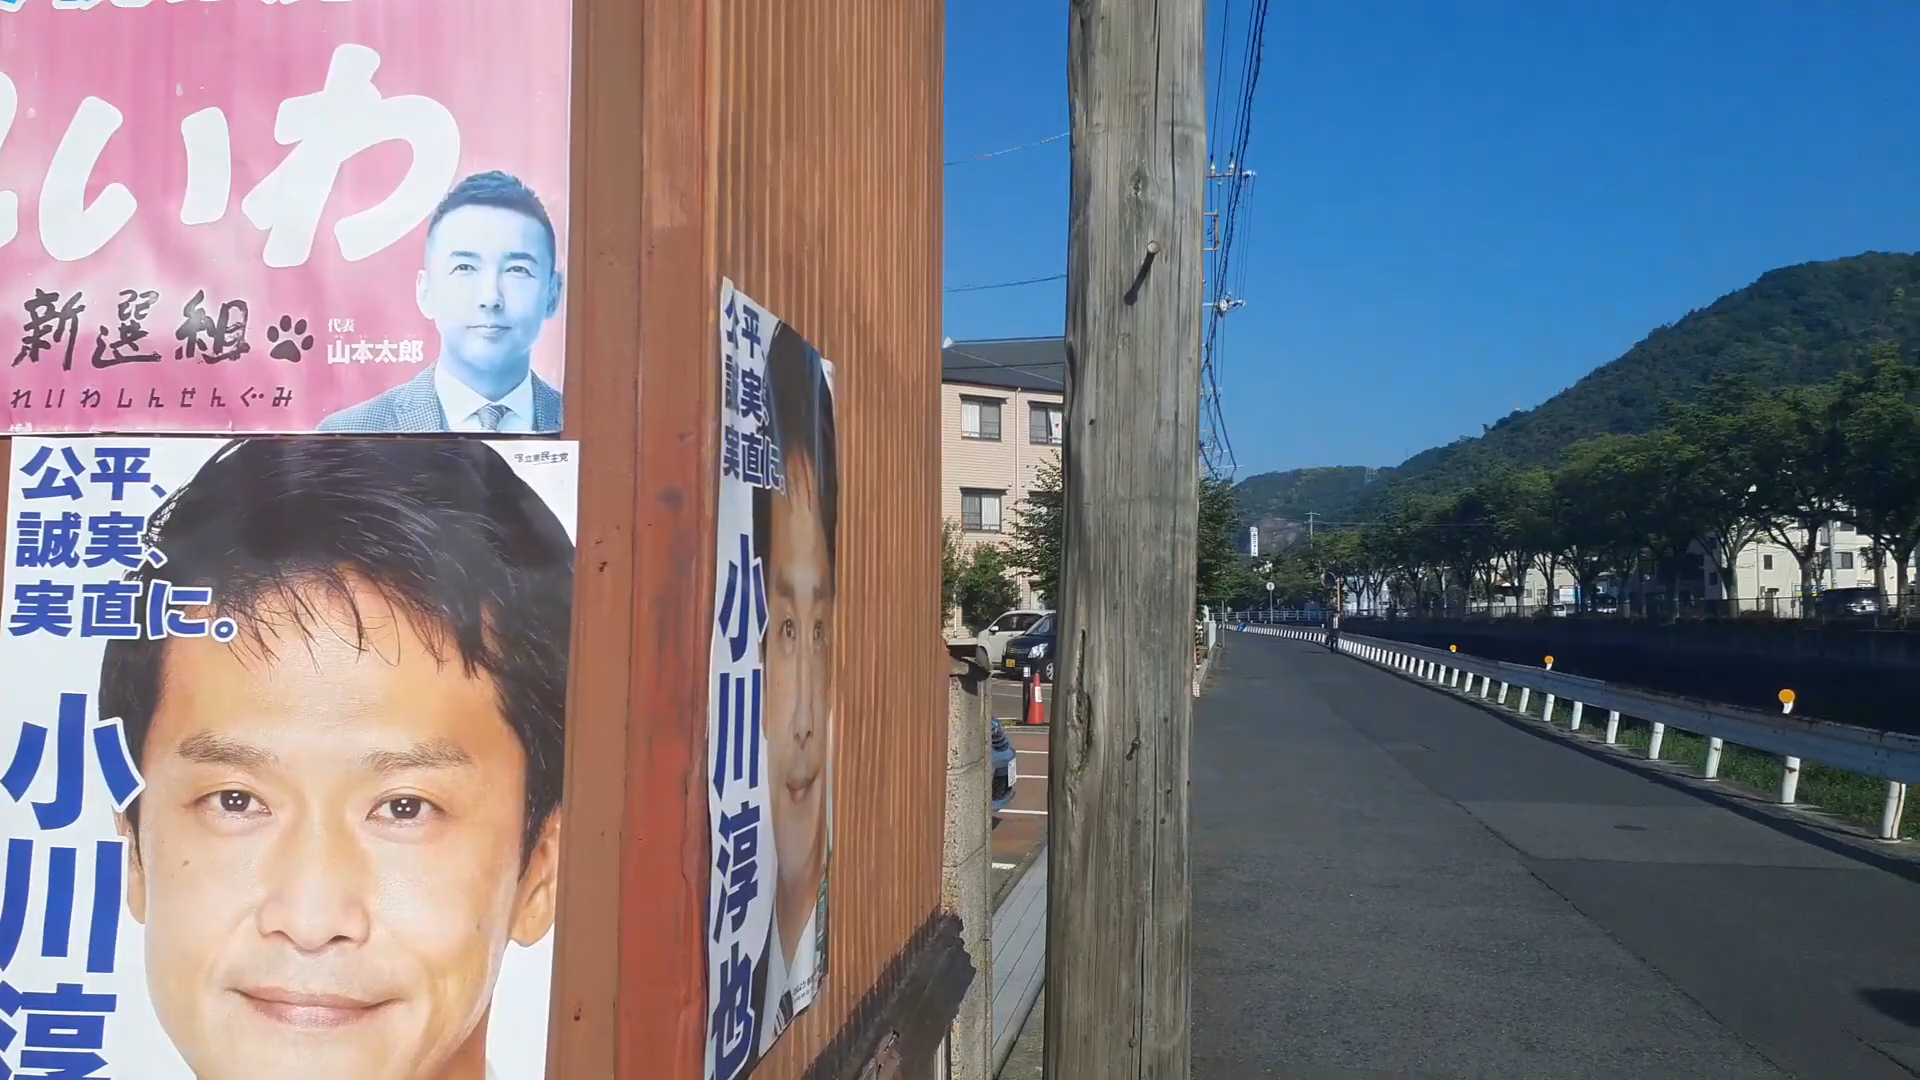 れいわ
新選組
代表
山本太郎
れいわしんせんぐみ
立憲民主党
公平、
誠実、
実直に。
小川淳
公平、
誠実、
実直に。
小川淳也